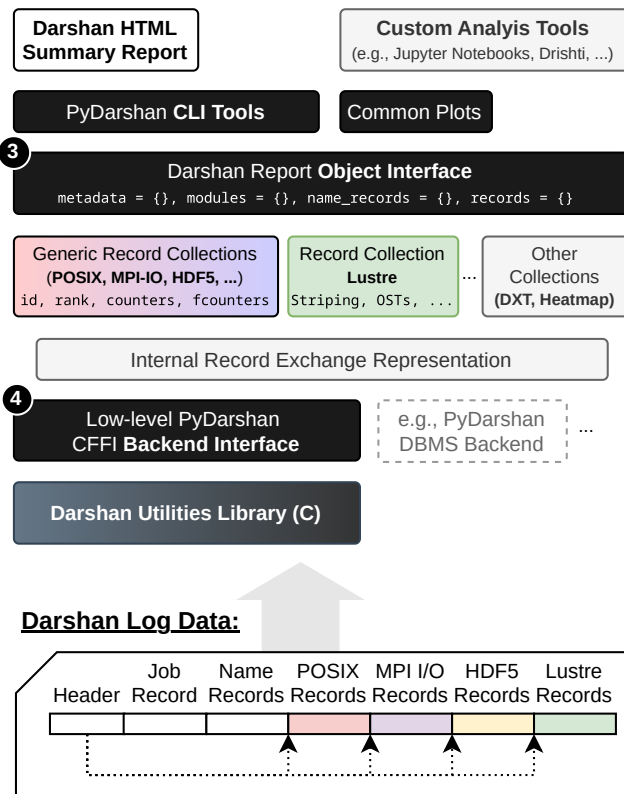 Darshan HTML
Summary Report
Custom Analyis Tools
(e.g., Jupyter Notebooks, Drishti, ...)
PyDarshan CLI Tools
Common Plots
3
Darshan Report Object Interface
metadata = {}, modules = {}, name_records = {}, records = {}
Generic Record Collections
(POSIX, MPI-IO, HDF5, ...)
id, rank, counters, fcounters
Record Collection
Lustre
Striping, OSTs, ...
...
Other
Collections
(DXT, Heatmap)
Internal Record Exchange Representation
4
Low-level PyDarshan
CFFI Backend Interface
e.g., PyDarshan
DBMS Backend
...
Darshan Utilities Library (C)
Darshan Log Data:
Header
Job
Record
Name
Records
POSIX
Records
MPI I/O
Records
HDF5
Records
Lustre
Records